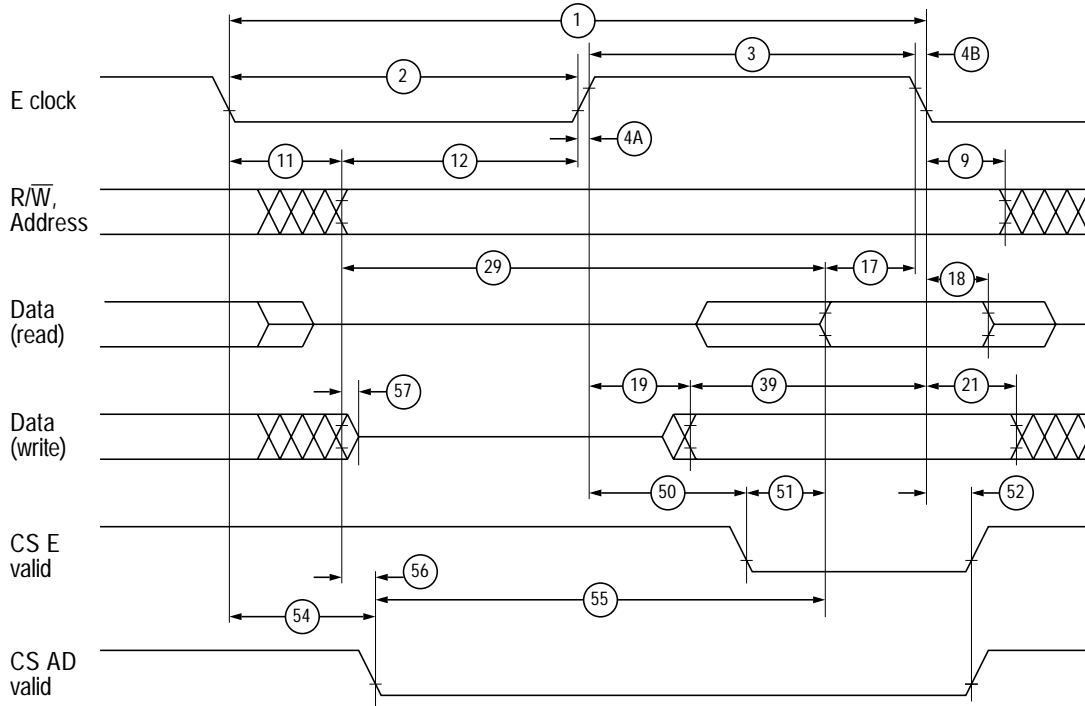 1
3
4B
2
E clock
4A
11
12
9
R/W̅,
Address
29
17
18
Data
(read)
57
19
39
21
Data
(write)
50
51
52
CS E
valid
56
54
55
CS AD
valid